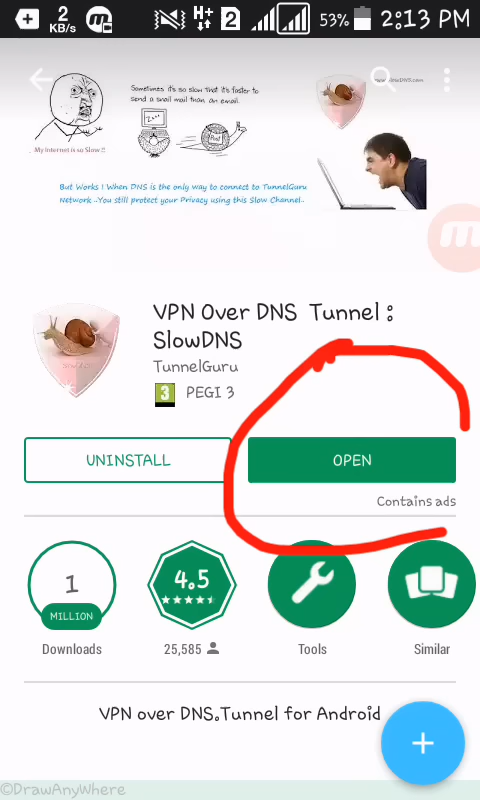 2
KB/s
H+
2
53%
2:13 PM
Sometimes it's so slow that it's faster to
send a snail mail than an email.
My Internet is so Slow !!
But Works ! When DNS is the only way to connect to TunnelGuru
Network ..You still protect your Privacy using this Slow Channel..
VPN Over DNS Tunnel :
SlowDNS
TunnelGuru
3 PEGI 3
UNINSTALL
OPEN
Contains ads
1
MILLION
4.5
Downloads
25,585
Tools
Similar
VPN over DNS.Tunnel for Android
©DrawAnyWhere